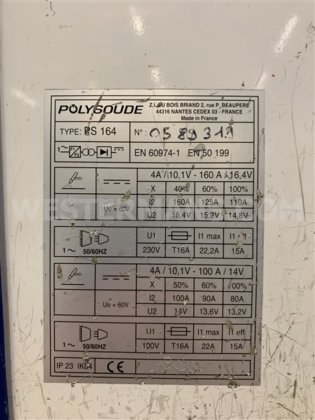 POLYSOUDE
Z.I. DU BOIS BRIAND 2, rue P. BEAUPERE
44316 NANTES CEDEX 03 - FRANCE
Made in France
TYPE: PS 164 N°: 0589311
1~ EN 60974-1 EN 50 199
4A / 10,1V - 160 A / 16,4V
X 40% 60% 100%
Uo = 60V I2 160A 125A 110A
U2 16,4V 15,2V 14,8V
U1 I1 max I1 eff
1~ 50/60HZ 230V T16A 22,2A 15A
4A / 10,1V - 100 A / 14V
X 50% 60% 100%
Uo = 60V I2 100A 90A 80A
U2 14V 13,6V 13,2V
U1 I1 max I1 eff
1~ 50/60HZ 100V T16A 22A 15A
IP 23 CE